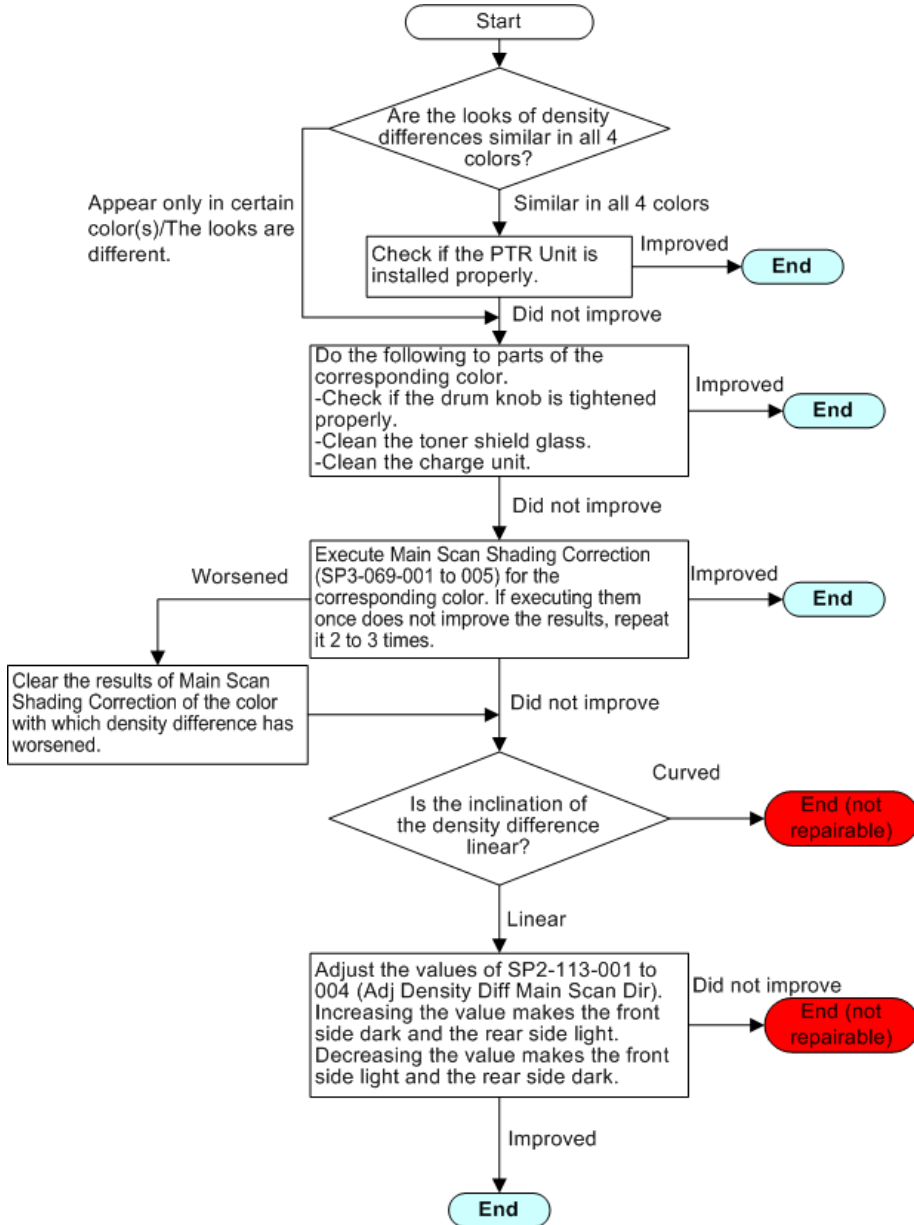 Start
Are the looks of density
differences similar in all 4
colors?
Appear only in certain
color(s)/The looks are
different.
Similar in all 4 colors
Check if the PTR Unit is
installed properly.
Improved
End
Did not improve
Do the following to parts of the
corresponding color.
-Check if the drum knob is tightened
properly.
-Clean the toner shield glass.
-Clean the charge unit.
Improved
End
Did not improve
Execute Main Scan Shading Correction
(SP3-069-001 to 005) for the
corresponding color. If executing them
once does not improve the results, repeat
it 2 to 3 times.
Improved
End
Worsened
Clear the results of Main Scan
Shading Correction of the color
with which density difference has
worsened.
Did not improve
Is the inclination of
the density difference
linear?
Curved
End (not
repairable)
Linear
Adjust the values of SP2-113-001 to
004 (Adj Density Diff Main Scan Dir).
Increasing the value makes the front
side dark and the rear side light.
Decreasing the value makes the front
side light and the rear side dark.
Did not improve
End (not
repairable)
Improved
End